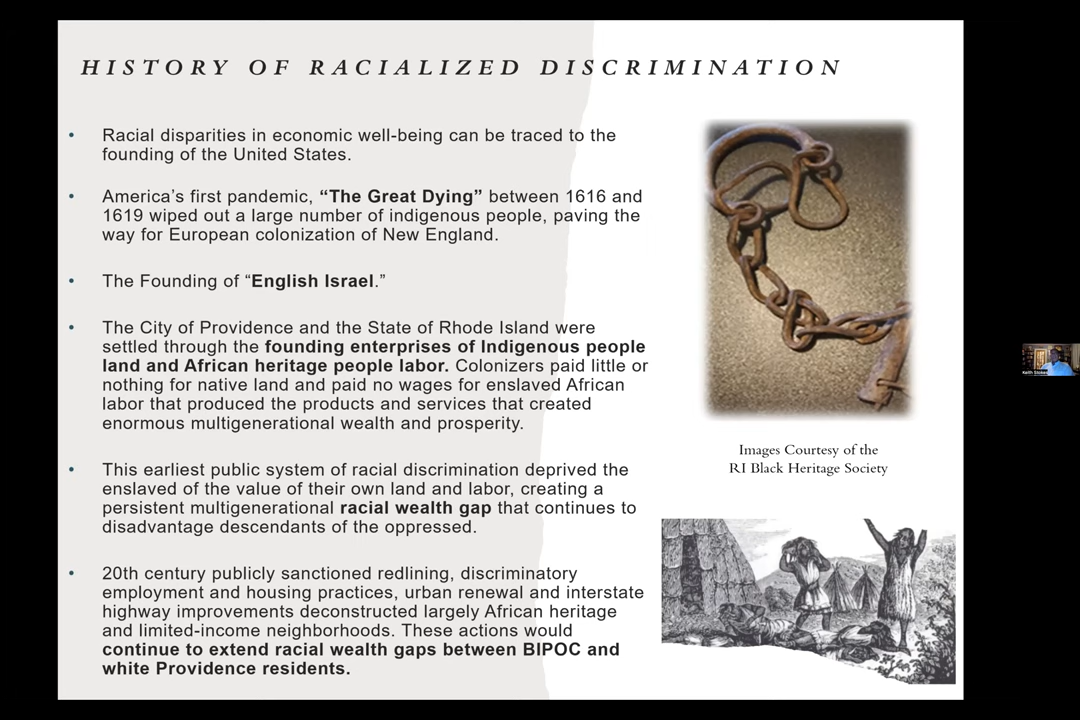 HISTORY OF RACIALIZED DISCRIMINATION
• Racial disparities in economic well-being can be traced to the
founding of the United States.
• America's first pandemic, “The Great Dying” between 1616 and
1619 wiped out a large number of indigenous people, paving the
way for European colonization of New England.
• The Founding of “English Israel.”
• The City of Providence and the State of Rhode Island were
settled through the founding enterprises of Indigenous people
land and African heritage people labor. Colonizers paid little or
nothing for native land and paid no wages for enslaved African
labor that produced the products and services that created
enormous multigenerational wealth and prosperity.
• This earliest public system of racial discrimination deprived the
enslaved of the value of their own land and labor, creating a
persistent multigenerational racial wealth gap that continues to
disadvantage descendants of the oppressed.
• 20th century publicly sanctioned redlining, discriminatory
employment and housing practices, urban renewal and interstate
highway improvements deconstructed largely African heritage
and limited-income neighborhoods. These actions would
continue to extend racial wealth gaps between BIPOC and
white Providence residents.
Images Courtesy of the
RI Black Heritage Society
Keith Stokes